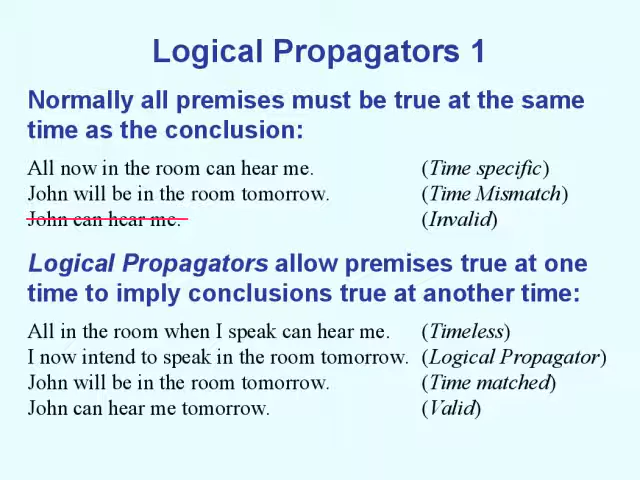 Logical Propagators 1
Normally all premises must be true at the same
time as the conclusion:
All now in the room can hear me. (Time specific)
John will be in the room tomorrow. (Time Mismatch)
John can hear me. (Invalid)
Logical Propagators allow premises true at one
time to imply conclusions true at another time:
All in the room when I speak can hear me. (Timeless)
I now intend to speak in the room tomorrow. (Logical Propagator)
John will be in the room tomorrow. (Time matched)
John can hear me tomorrow. (Valid)